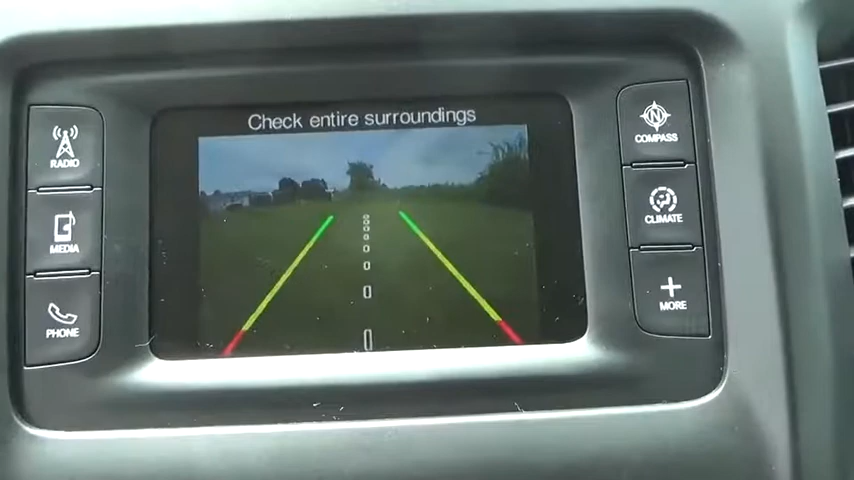 Check entire surroundings
RADIO
MEDIA
PHONE
N
COMPASS
CLIMATE
MORE